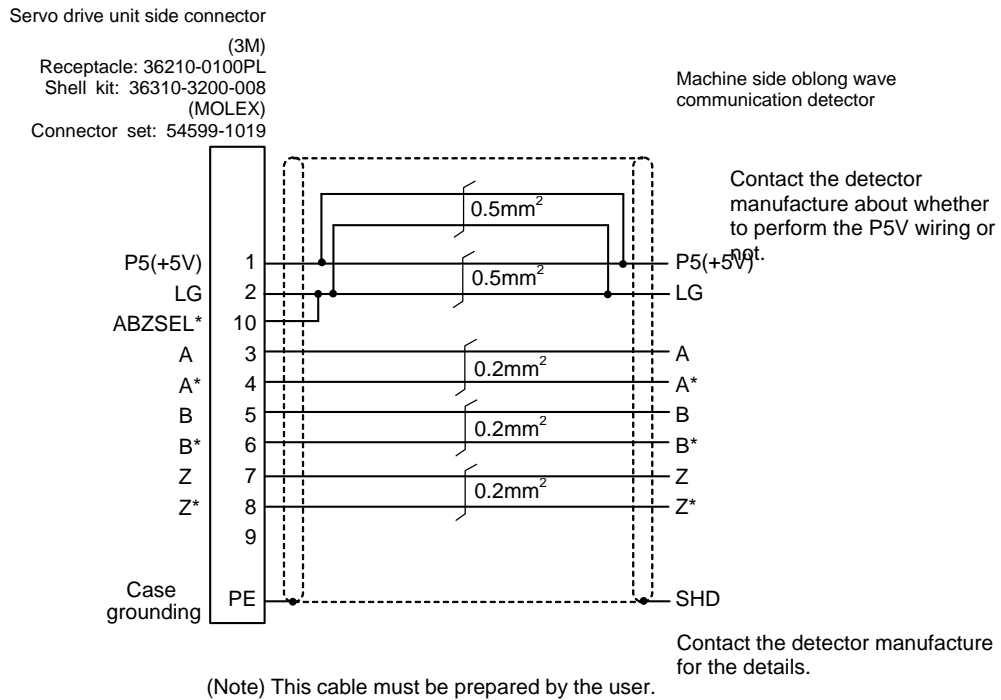 Servo drive unit side connector
(3M)
Receptacle: 36210-0100PL
Shell kit: 36310-3200-008
(MOLEX)
Connector set: 54599-1019
Machine side oblong wave
communication detector
Contact the detector
manufacture about whether
to perform the P5V wiring or
not.
0.5mm²
P5(+5V) 1 0.5mm² P5(+5V)
LG 2 LG
ABZSEL* 10
A 3 0.2mm² A
A* 4 A*
B 5 0.2mm² B
B* 6 B*
Z 7 0.2mm² Z
Z* 8 Z*
9
Case
grounding PE SHD
Contact the detector manufacture
for the details.
(Note) This cable must be prepared by the user.